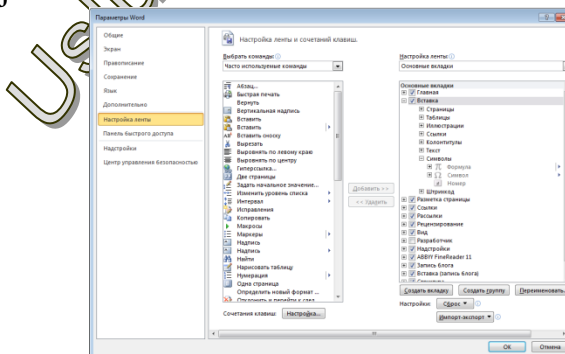 Параметры Word
Общие
Экран
Правописание
Сохранение
Язык
Дополнительно
Настройка ленты
Панель быстрого доступа
Надстройки
Центр управления безопасностью
Настройка ленты и сочетаний клавиш.
Выбрать команды:
Часто используемые команды
Абзац...
Быстрая печать
Вернуть
Вертикальная надпись
Вставить
Вставить
Вставить сноску
Вырезать
Выровнять по левому краю
Выровнять по центру
Гиперссылка...
Две страницы
Задать начальное значение...
Изменить уровень списка
Интервал
Исправления
Копировать
Макросы
Маркеры
Надпись
Надпись
Найти
Нарисовать таблицу
Нумерация
Одна страница
Определить новый формат ...
Отклонить и перейти к след
Сочетания клавиш: Настройка...
Добавить >>
<< Удалить
Настройка ленты:
Основные вкладки
Основные вкладки
Главная
Вставка
Страницы
Таблицы
Иллюстрации
Ссылки
Колонтитулы
Текст
Символы
Формула
Символ
Номер
Штрихкод
Разметка страницы
Ссылки
Рассылки
Рецензирование
Вид
Разработчик
Надстройки
ABBYY FineReader 11
Запись блога
Вставка (запись блога)
Создать вкладку Создать группу Переименовать.
Настройки: Сброс
Импорт-экспорт
ОК Отмена